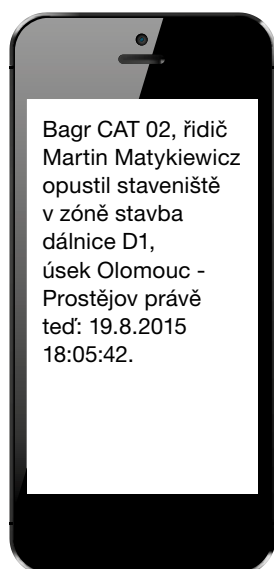 Bagr CAT 02, řidič
Martin Matykiewicz
opustil staveniště
v zóně stavba
dálnice D1,
úsek Olomouc -
Prostějov právě
teď: 19.8.2015
18:05:42.